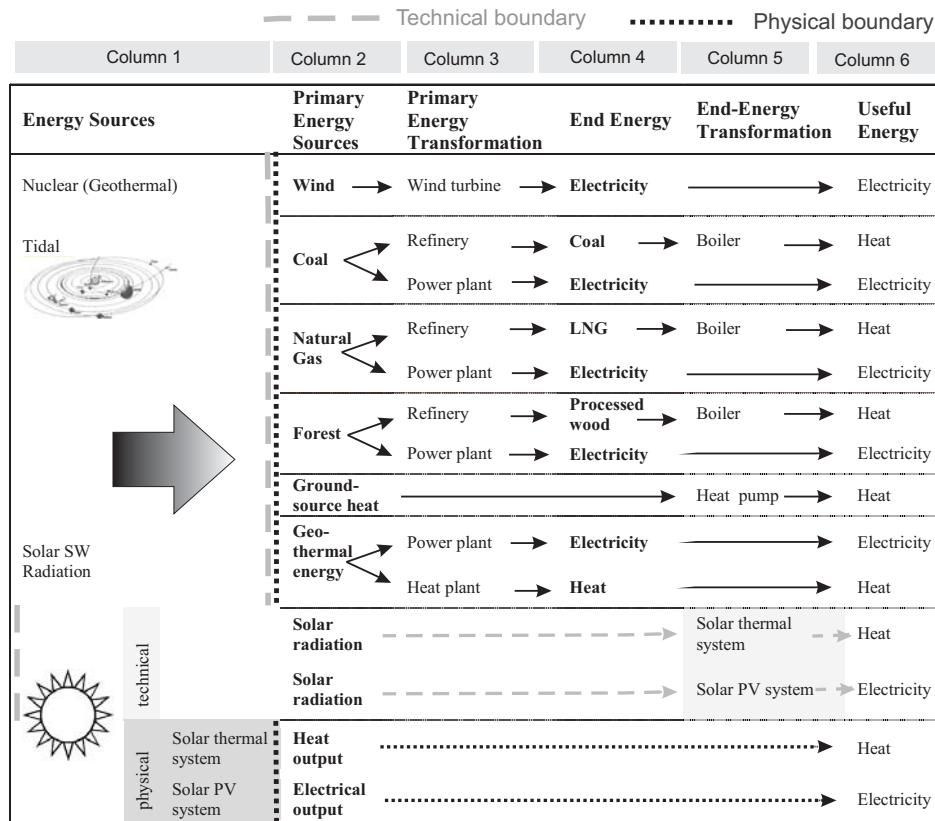 Technical boundary Physical boundary
Column 1 Column 2 Column 3 Column 4 Column 5 Column 6
Energy Sources
Primary
Energy
Sources
Primary
Energy
Transformation
End Energy
End-Energy
Transformation
Useful
Energy
Nuclear (Geothermal)
Wind Wind turbine Electricity Electricity
Tidal
Coal
Refinery Coal Boiler Heat
Power plant Electricity Electricity
Natural
Gas
Refinery LNG Boiler Heat
Power plant Electricity Electricity
Forest
Refinery
Processed
wood
Boiler Heat
Power plant Electricity Electricity
Ground-
source heat
Heat pump Heat
Solar SW
Radiation
Geo-
thermal
energy
Power plant Electricity Electricity
Heat plant Heat Heat
technical
Solar
radiation
Solar thermal
system
Heat
Solar
radiation
Solar PV system Electricity
physical
Solar thermal
system
Heat
output
Heat
Solar PV
system
Electrical
output
Electricity